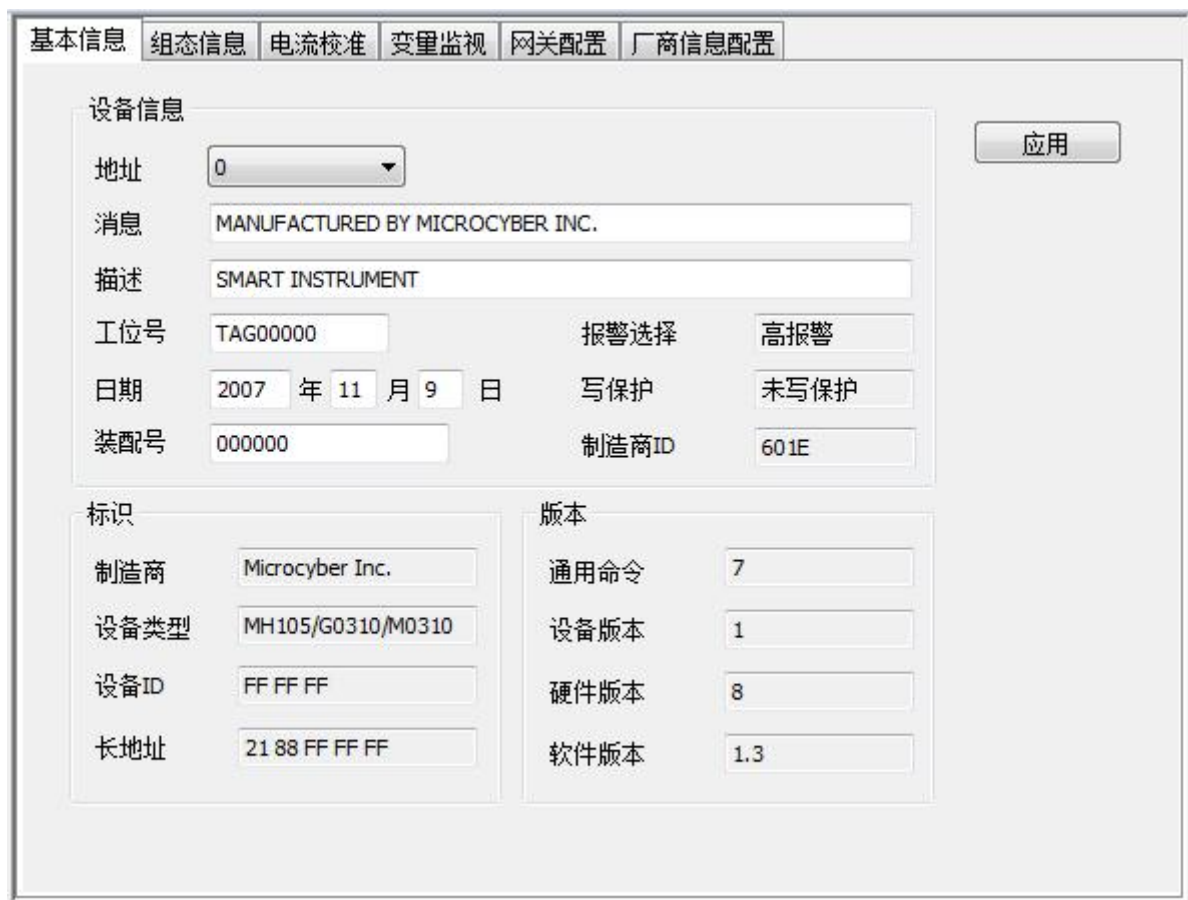 基本信息 组态信息 电流校准 变量监视 网关配置 厂商信息配置
设备信息
应用
地址 0
消息 MANUFACTURED BY MICROCYBER INC.
描述 SMART INSTRUMENT
工位号 TAG00000 报警选择 高报警
日期 2007 年 11 月 9 日 写保护 未写保护
装配号 000000 制造商ID 601E
标识
制造商 Microcyber Inc.
设备类型 MH105/G0310/M0310
设备ID FF FF FF
长地址 21 88 FF FF FF
版本
通用命令 7
设备版本 1
硬件版本 8
软件版本 1.3